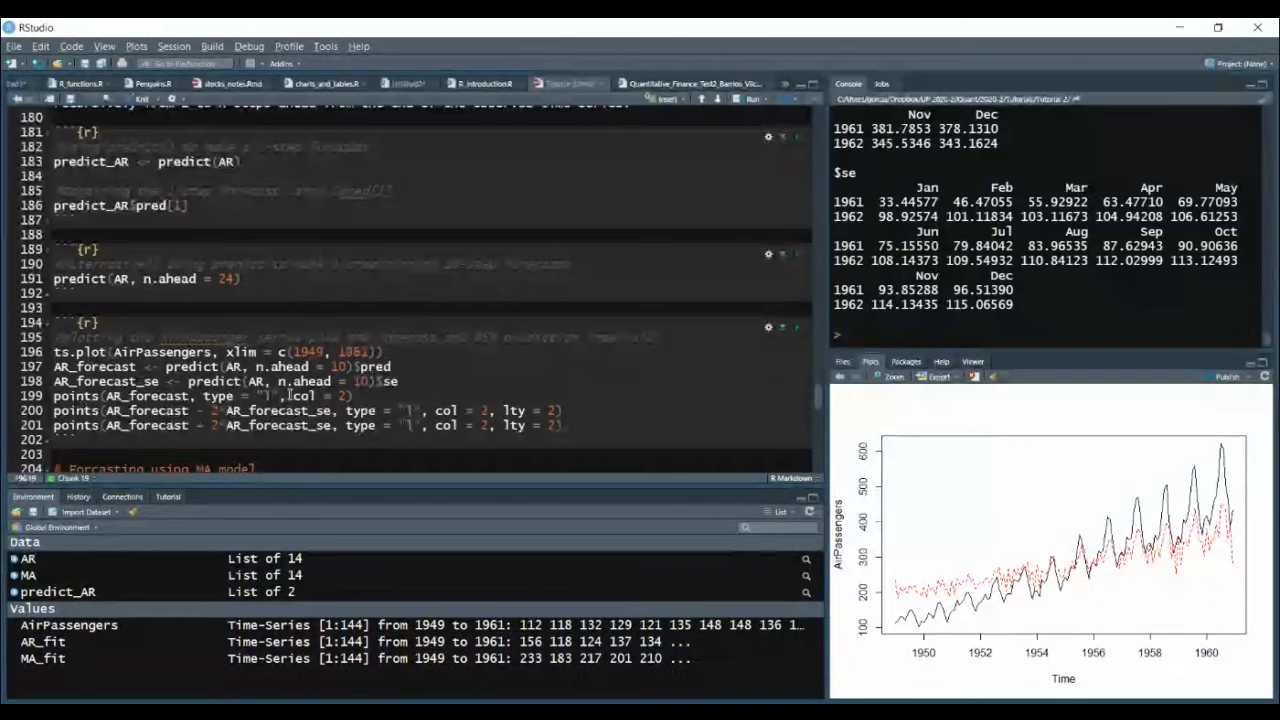 RStudio
File Edit Code View Plots Session Build Debug Profile Tools Help
Go to file/function Addins Project: (None)
R_functions.R Penguins.R stocks_notes.Rmd charts_and_tables.R R_introduction.R Quantitative_Finance_Test2_Barrios_Vilc...
Knit Insert Run
180
181 ```{r}
182
183 predict_AR <- predict(AR)
184
185
186 predict_AR$pred[1]
187 ```
188
189 ```{r}
190
191 predict(AR, n.ahead = 24)
192 ```
193
194 ```{r}
195
196 ts.plot(AirPassengers, xlim = c(1949, 1961))
197 AR_forecast <- predict(AR, n.ahead = 10)$pred
198 AR_forecast_se <- predict(AR, n.ahead = 10)$se
199 points(AR_forecast, type = "l", col = 2)
200 points(AR_forecast - 2*AR_forecast_se, type = "l", col = 2, lty = 2)
201 points(AR_forecast + 2*AR_forecast_se, type = "l", col = 2, lty = 2)
202 ```
203
204 # Forcasting using MA model
196:19 Chunk 19 R Markdown
Environment History Connections Tutorial
Import Dataset List
Global Environment
Data
AR List of 14
MA List of 14
predict_AR List of 2
Values
AirPassengers Time-Series [1:144] from 1949 to 1961: 112 118 132 129 121 135 148 148 136 1...
AR_fit Time-Series [1:144] from 1949 to 1961: 156 118 124 137 134 ...
MA_fit Time-Series [1:144] from 1949 to 1961: 233 183 217 201 210 ...
Console Jobs
Nov Dec
1961 381.7853 378.1310
1962 345.5346 343.1624
$se
Jan Feb Mar Apr May
1961 33.44577 46.47055 55.92922 63.47710 69.77093
1962 98.92574 101.11834 103.11673 104.94208 106.61253
Jun Jul Aug Sep Oct
1961 75.15550 79.84042 83.96535 87.62943 90.90636
1962 108.14373 109.54932 110.84123 112.02999 113.12493
Nov Dec
1961 93.85288 96.51390
1962 114.13435 115.06569
>
Files Plots Packages Help Viewer
Zoom Export Publish
AirPassengers
600
500
400
300
200
100
1950 1952 1954 1956 1958 1960
Time